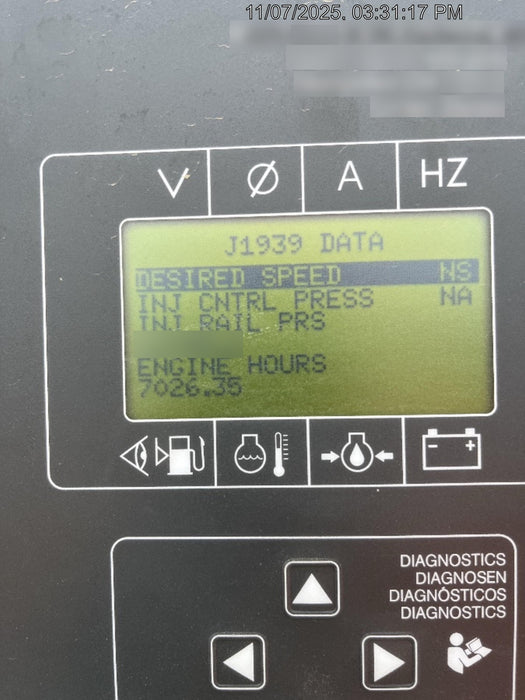 11/07/2025, 03:31:17 PM
V Ø A HZ
J1939 DATA
DESIRED SPEED NS
INJ CNTRL PRESS NA
INJ RAIL PRS
ENGINE HOURS
7026.35
DIAGNOSTICS
DIAGNOSEN
DIAGNÓSTICOS
DIAGNOSTICS